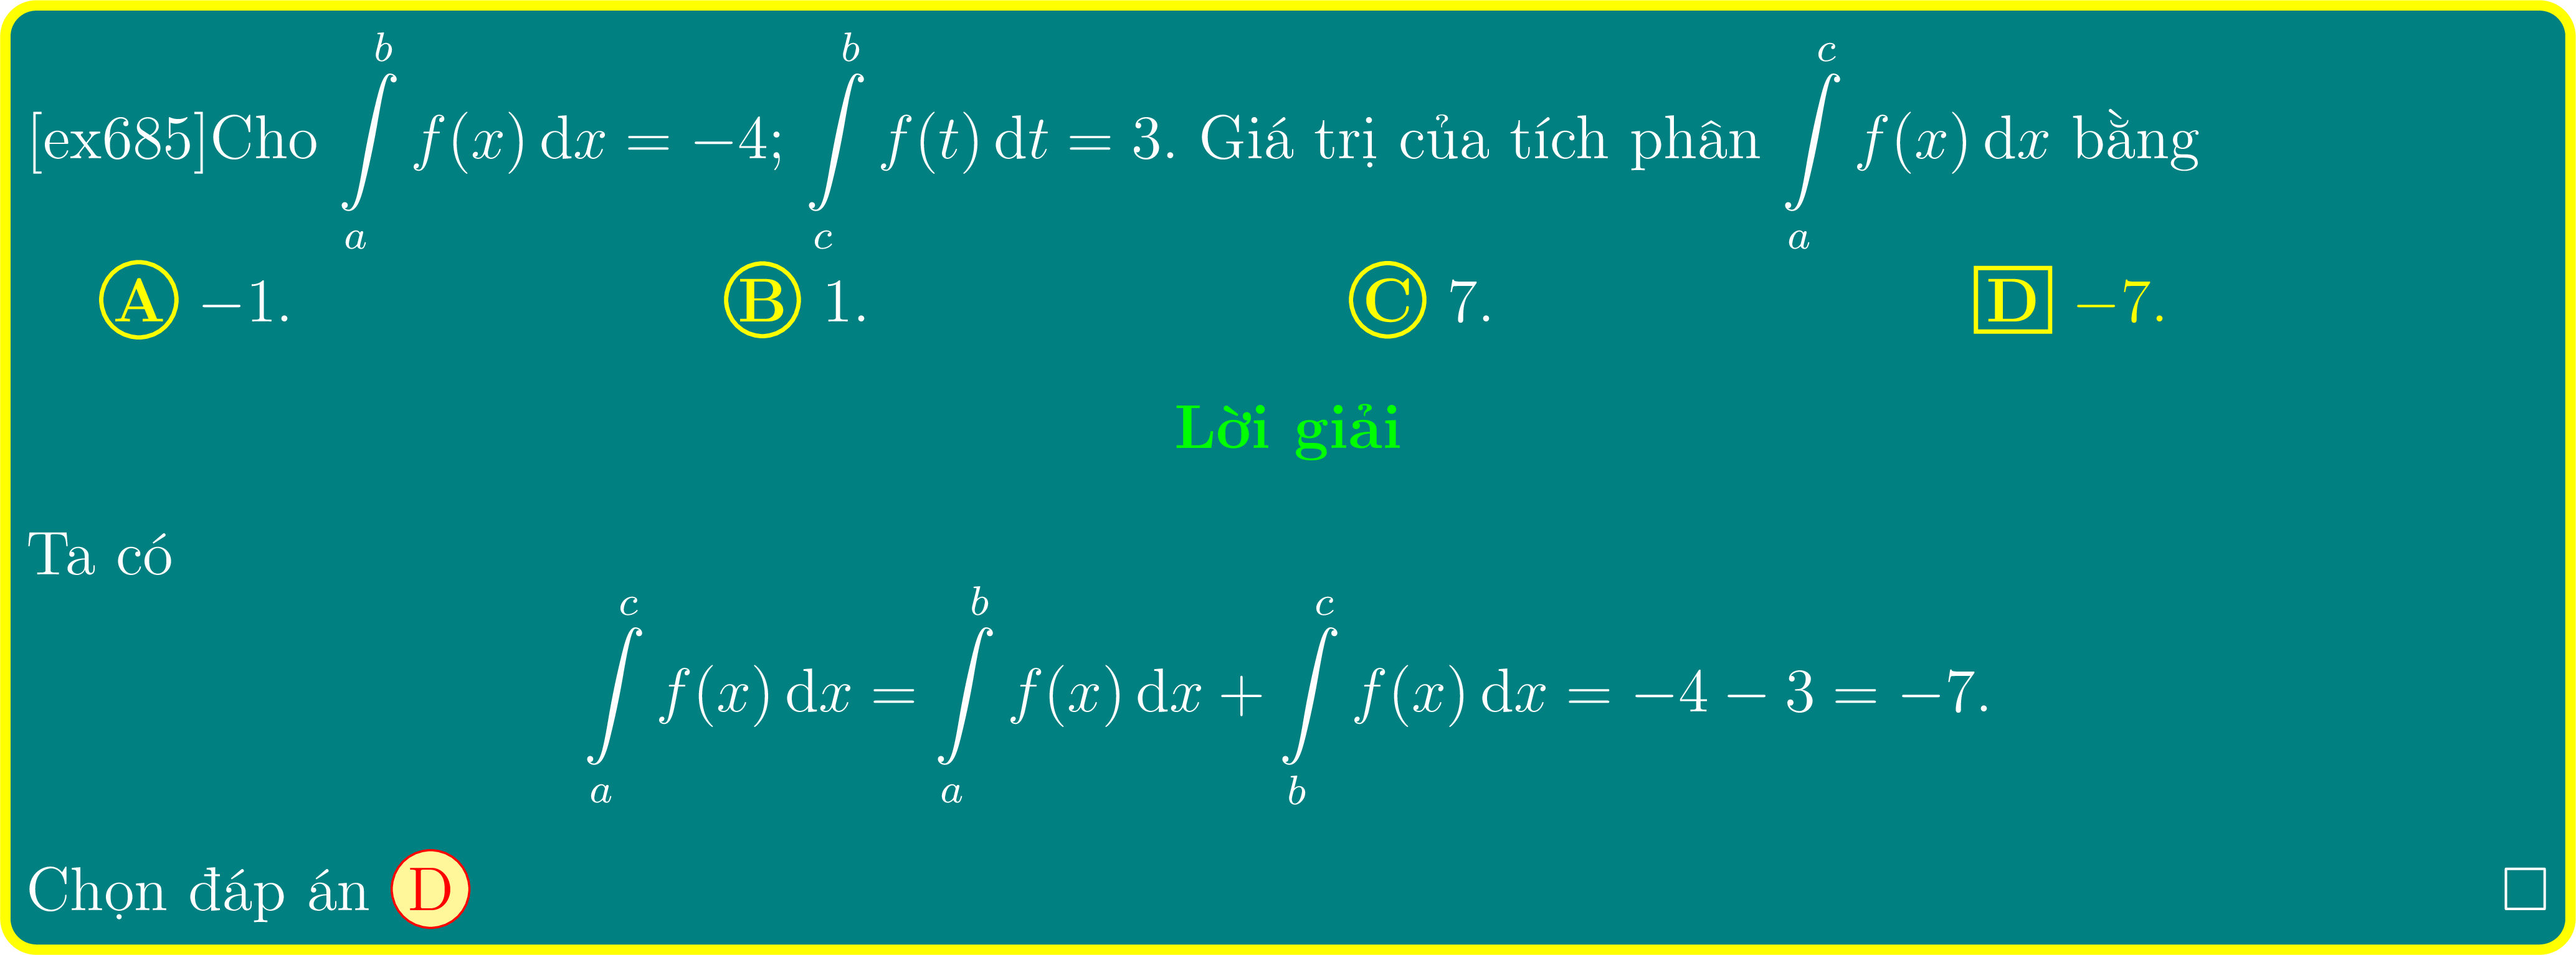 [ex685]Cho $\int\limits_a^b f(x)\,\mathrm{d}x = -4; \int\limits_c^b f(t)\,\mathrm{d}t = 3$. Giá trị của tích phân $\int\limits_a^c f(x)\,\mathrm{d}x$ bằng
A −1. B 1. C 7. D −7.
Lời giải
Ta có
$\int\limits_a^c f(x)\,\mathrm{d}x = \int\limits_a^b f(x)\,\mathrm{d}x + \int\limits_b^c f(x)\,\mathrm{d}x = -4 - 3 = -7.$
Chọn đáp án D □